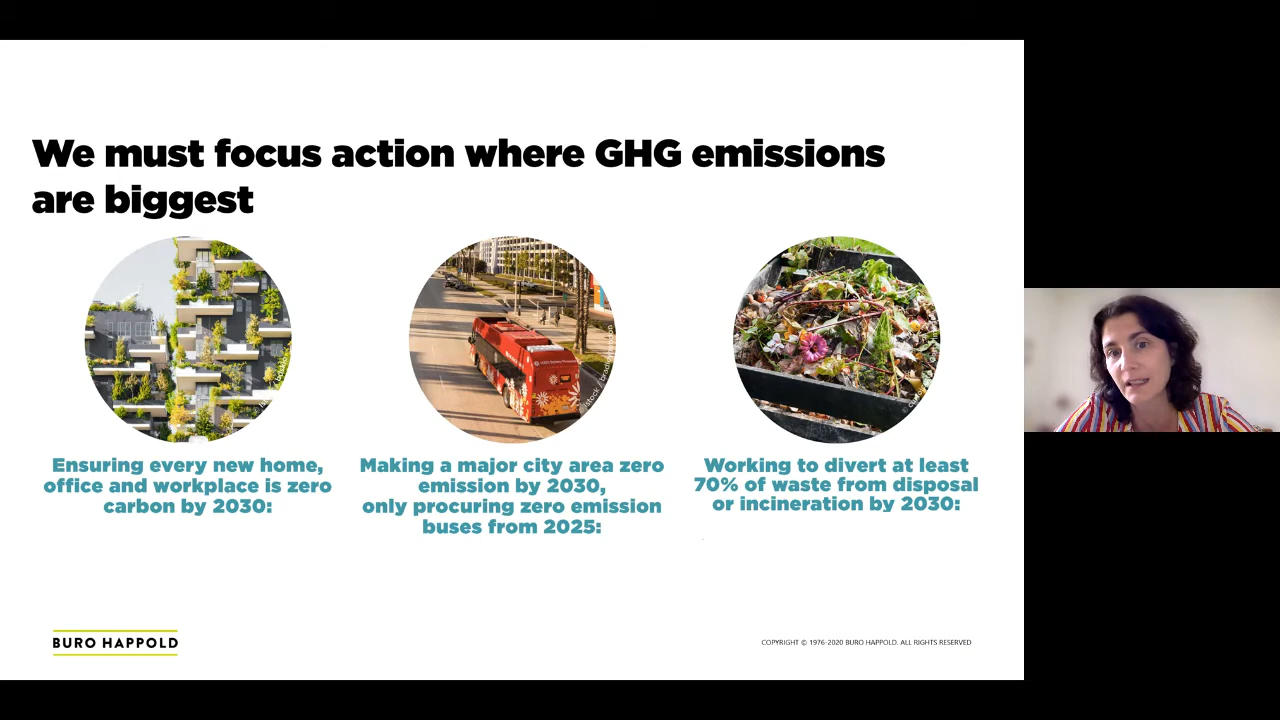 We must focus action where GHG emissions
are biggest
Ensuring every new home,
office and workplace is zero
carbon by 2030:
Making a major city area zero
emission by 2030,
only procuring zero emission
buses from 2025:
Working to divert at least
70% of waste from disposal
or incineration by 2030:
BURO HAPPOLD
COPYRIGHT © 1976-2020 BURO HAPPOLD. ALL RIGHTS RESERVED